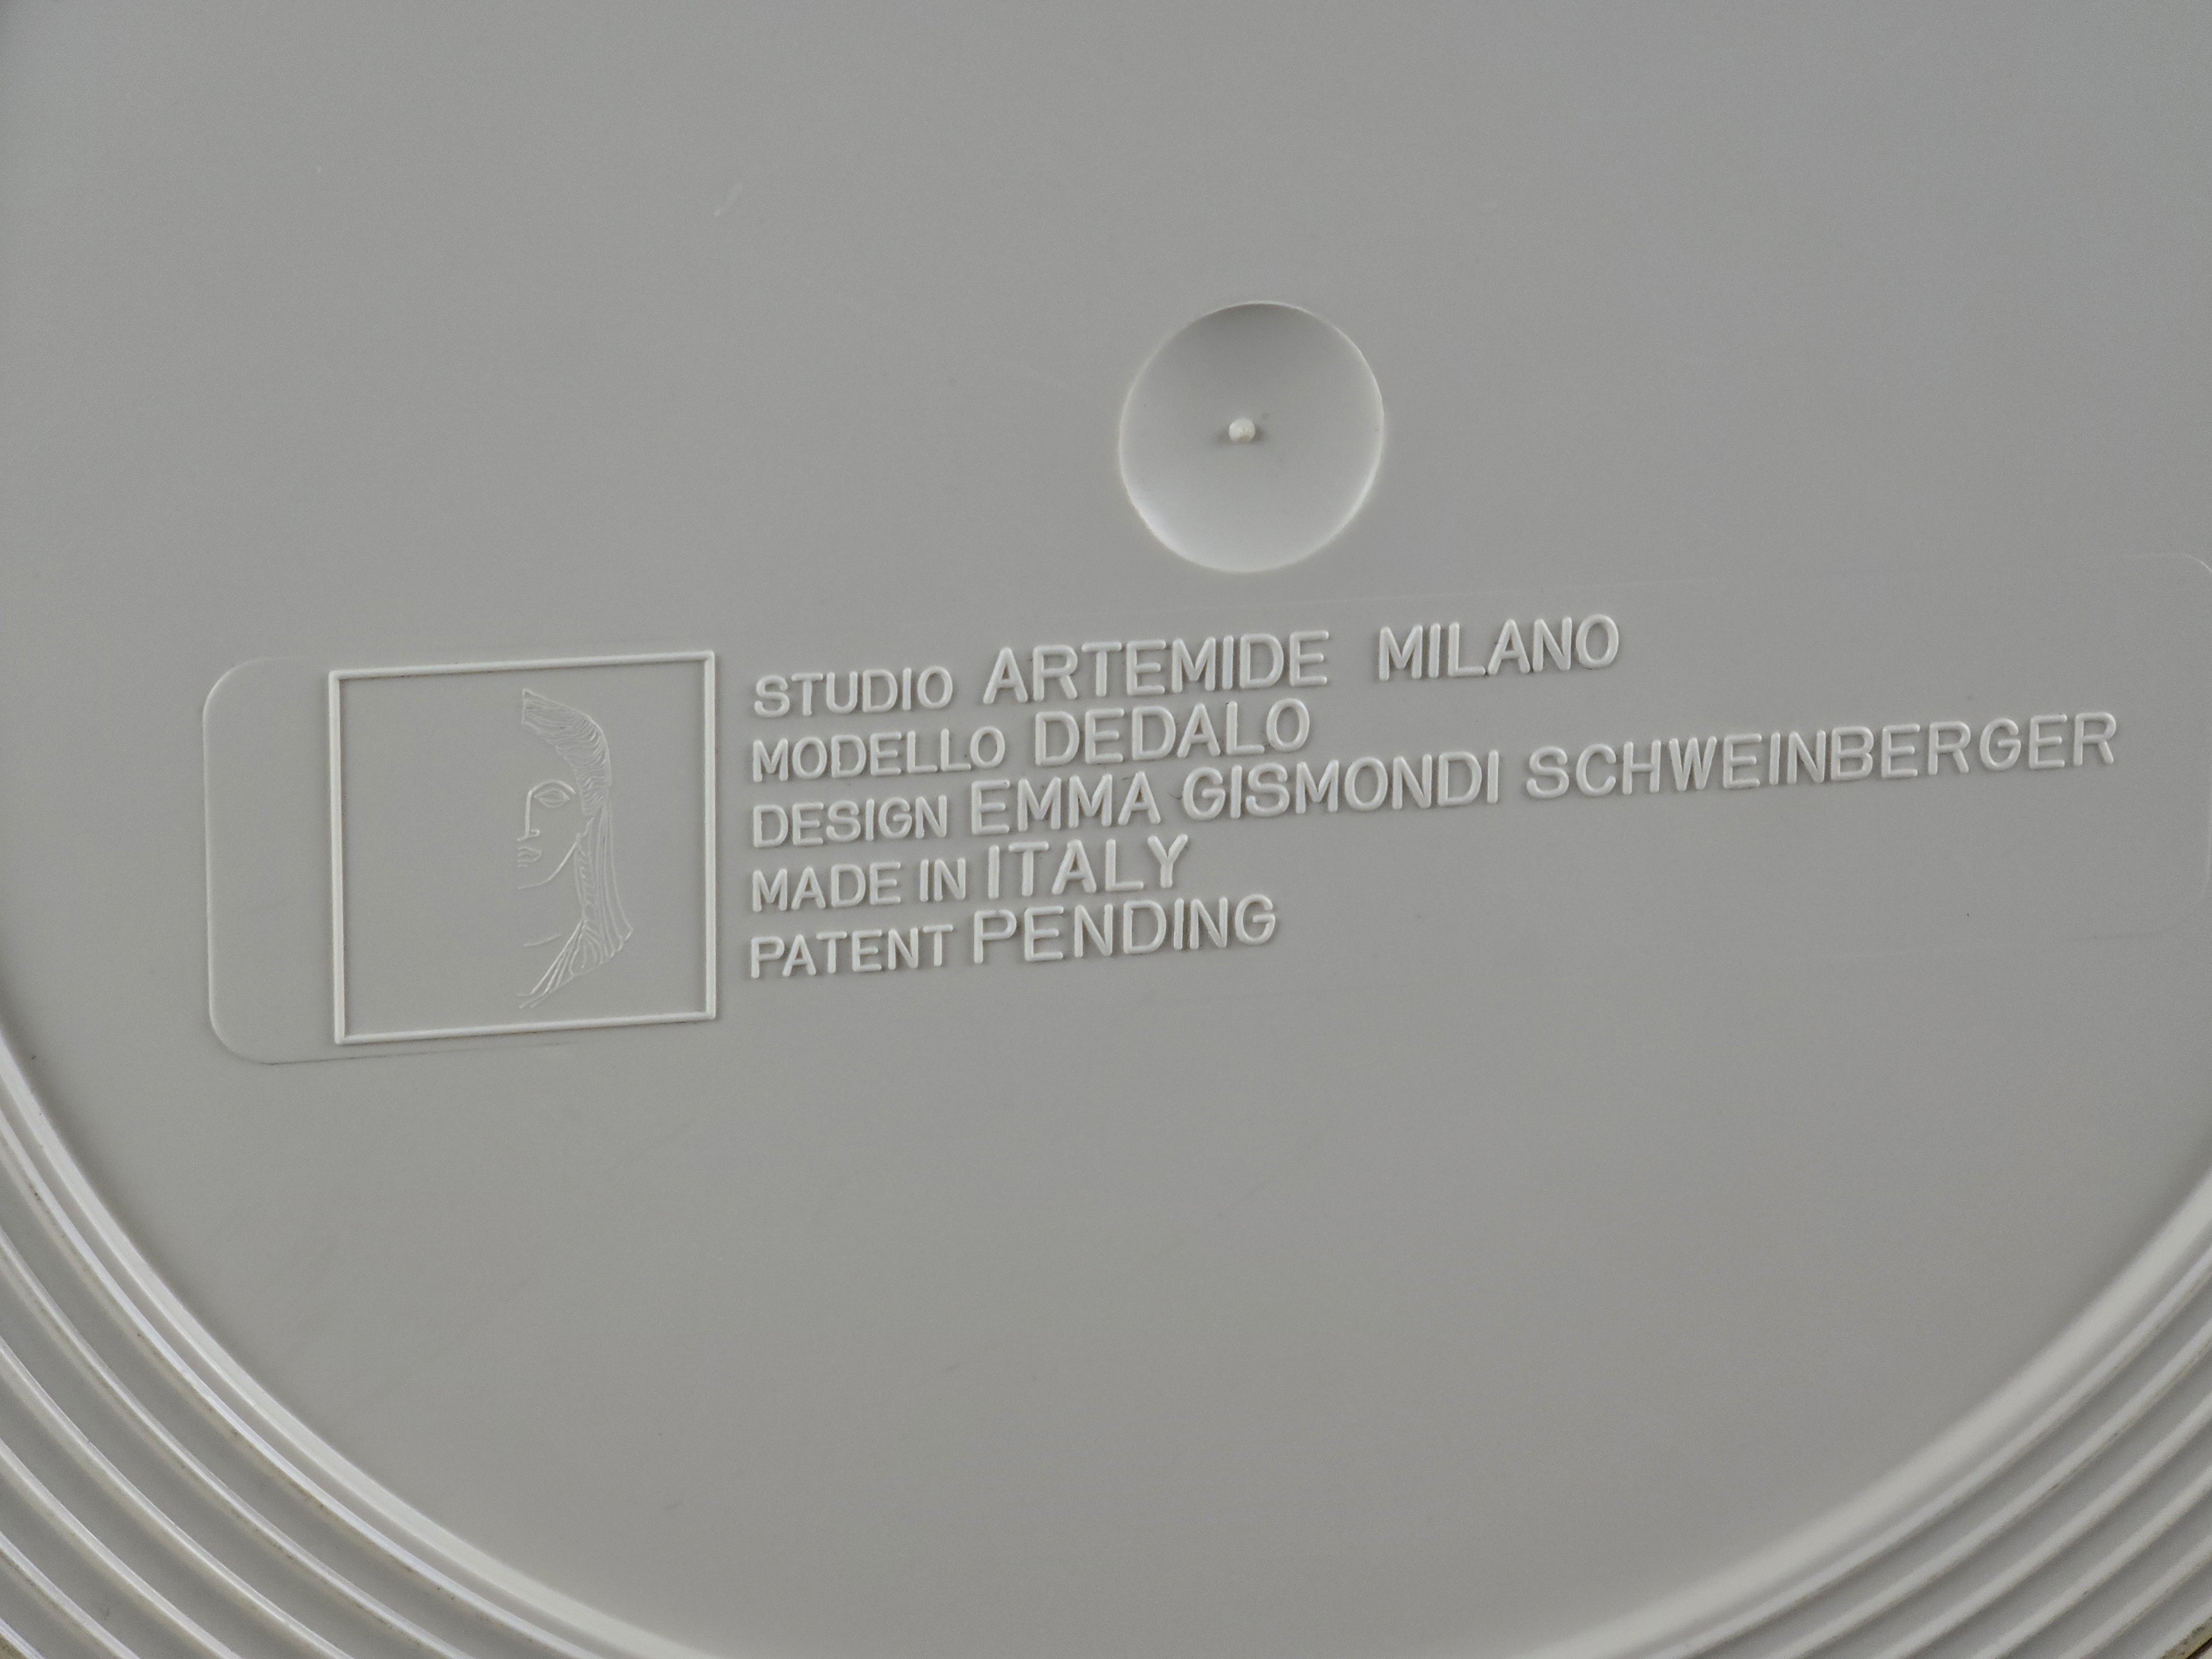 STUDIO ARTEMIDE MILANO
MODELLO DEDALO
DESIGN EMMA GISMONDI SCHWEINBERGER
MADE IN ITALY
PATENT PENDING